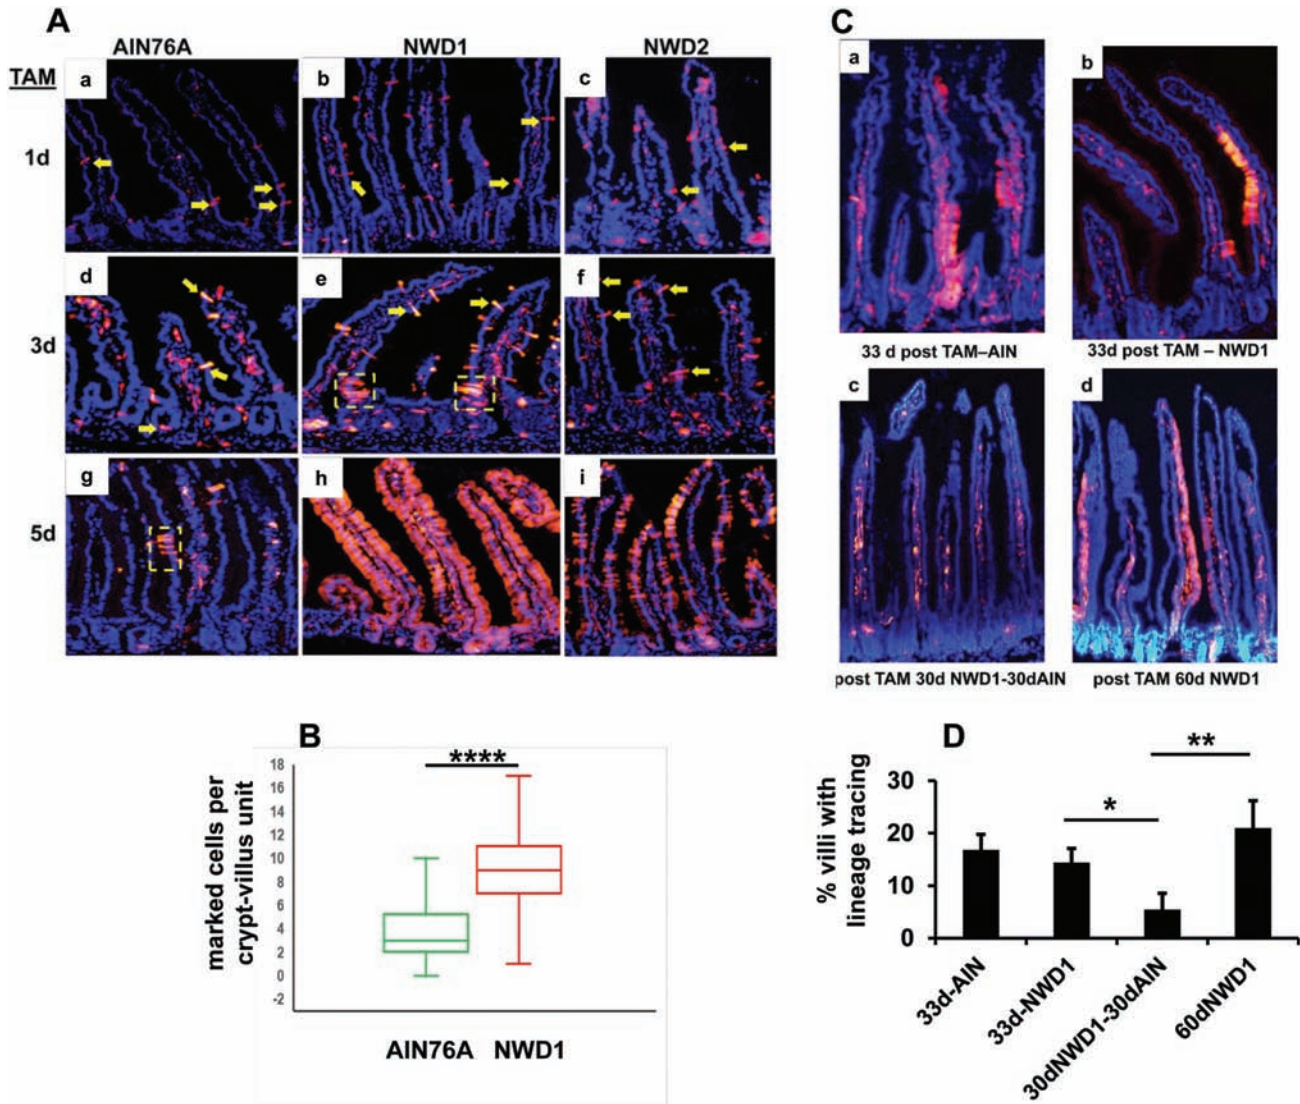 A
AIN76A NWD1 NWD2
TAM
a b c
1d
d e f
3d
g h i
5d
C
a b
33 d post TAM–AIN
33d post TAM – NWD1
c d
post TAM 30d NWD1-30dAIN
post TAM 60d NWD1
B
****
marked cells per
crypt-villus unit
18
16
14
12
10
8
6
4
2
0
-2
AIN76A NWD1
D
**
*
% villi with
lineage tracing
30
20
10
0
33d-AIN
33d-NWD1
30dNWD1-30dAIN
60dNWD1